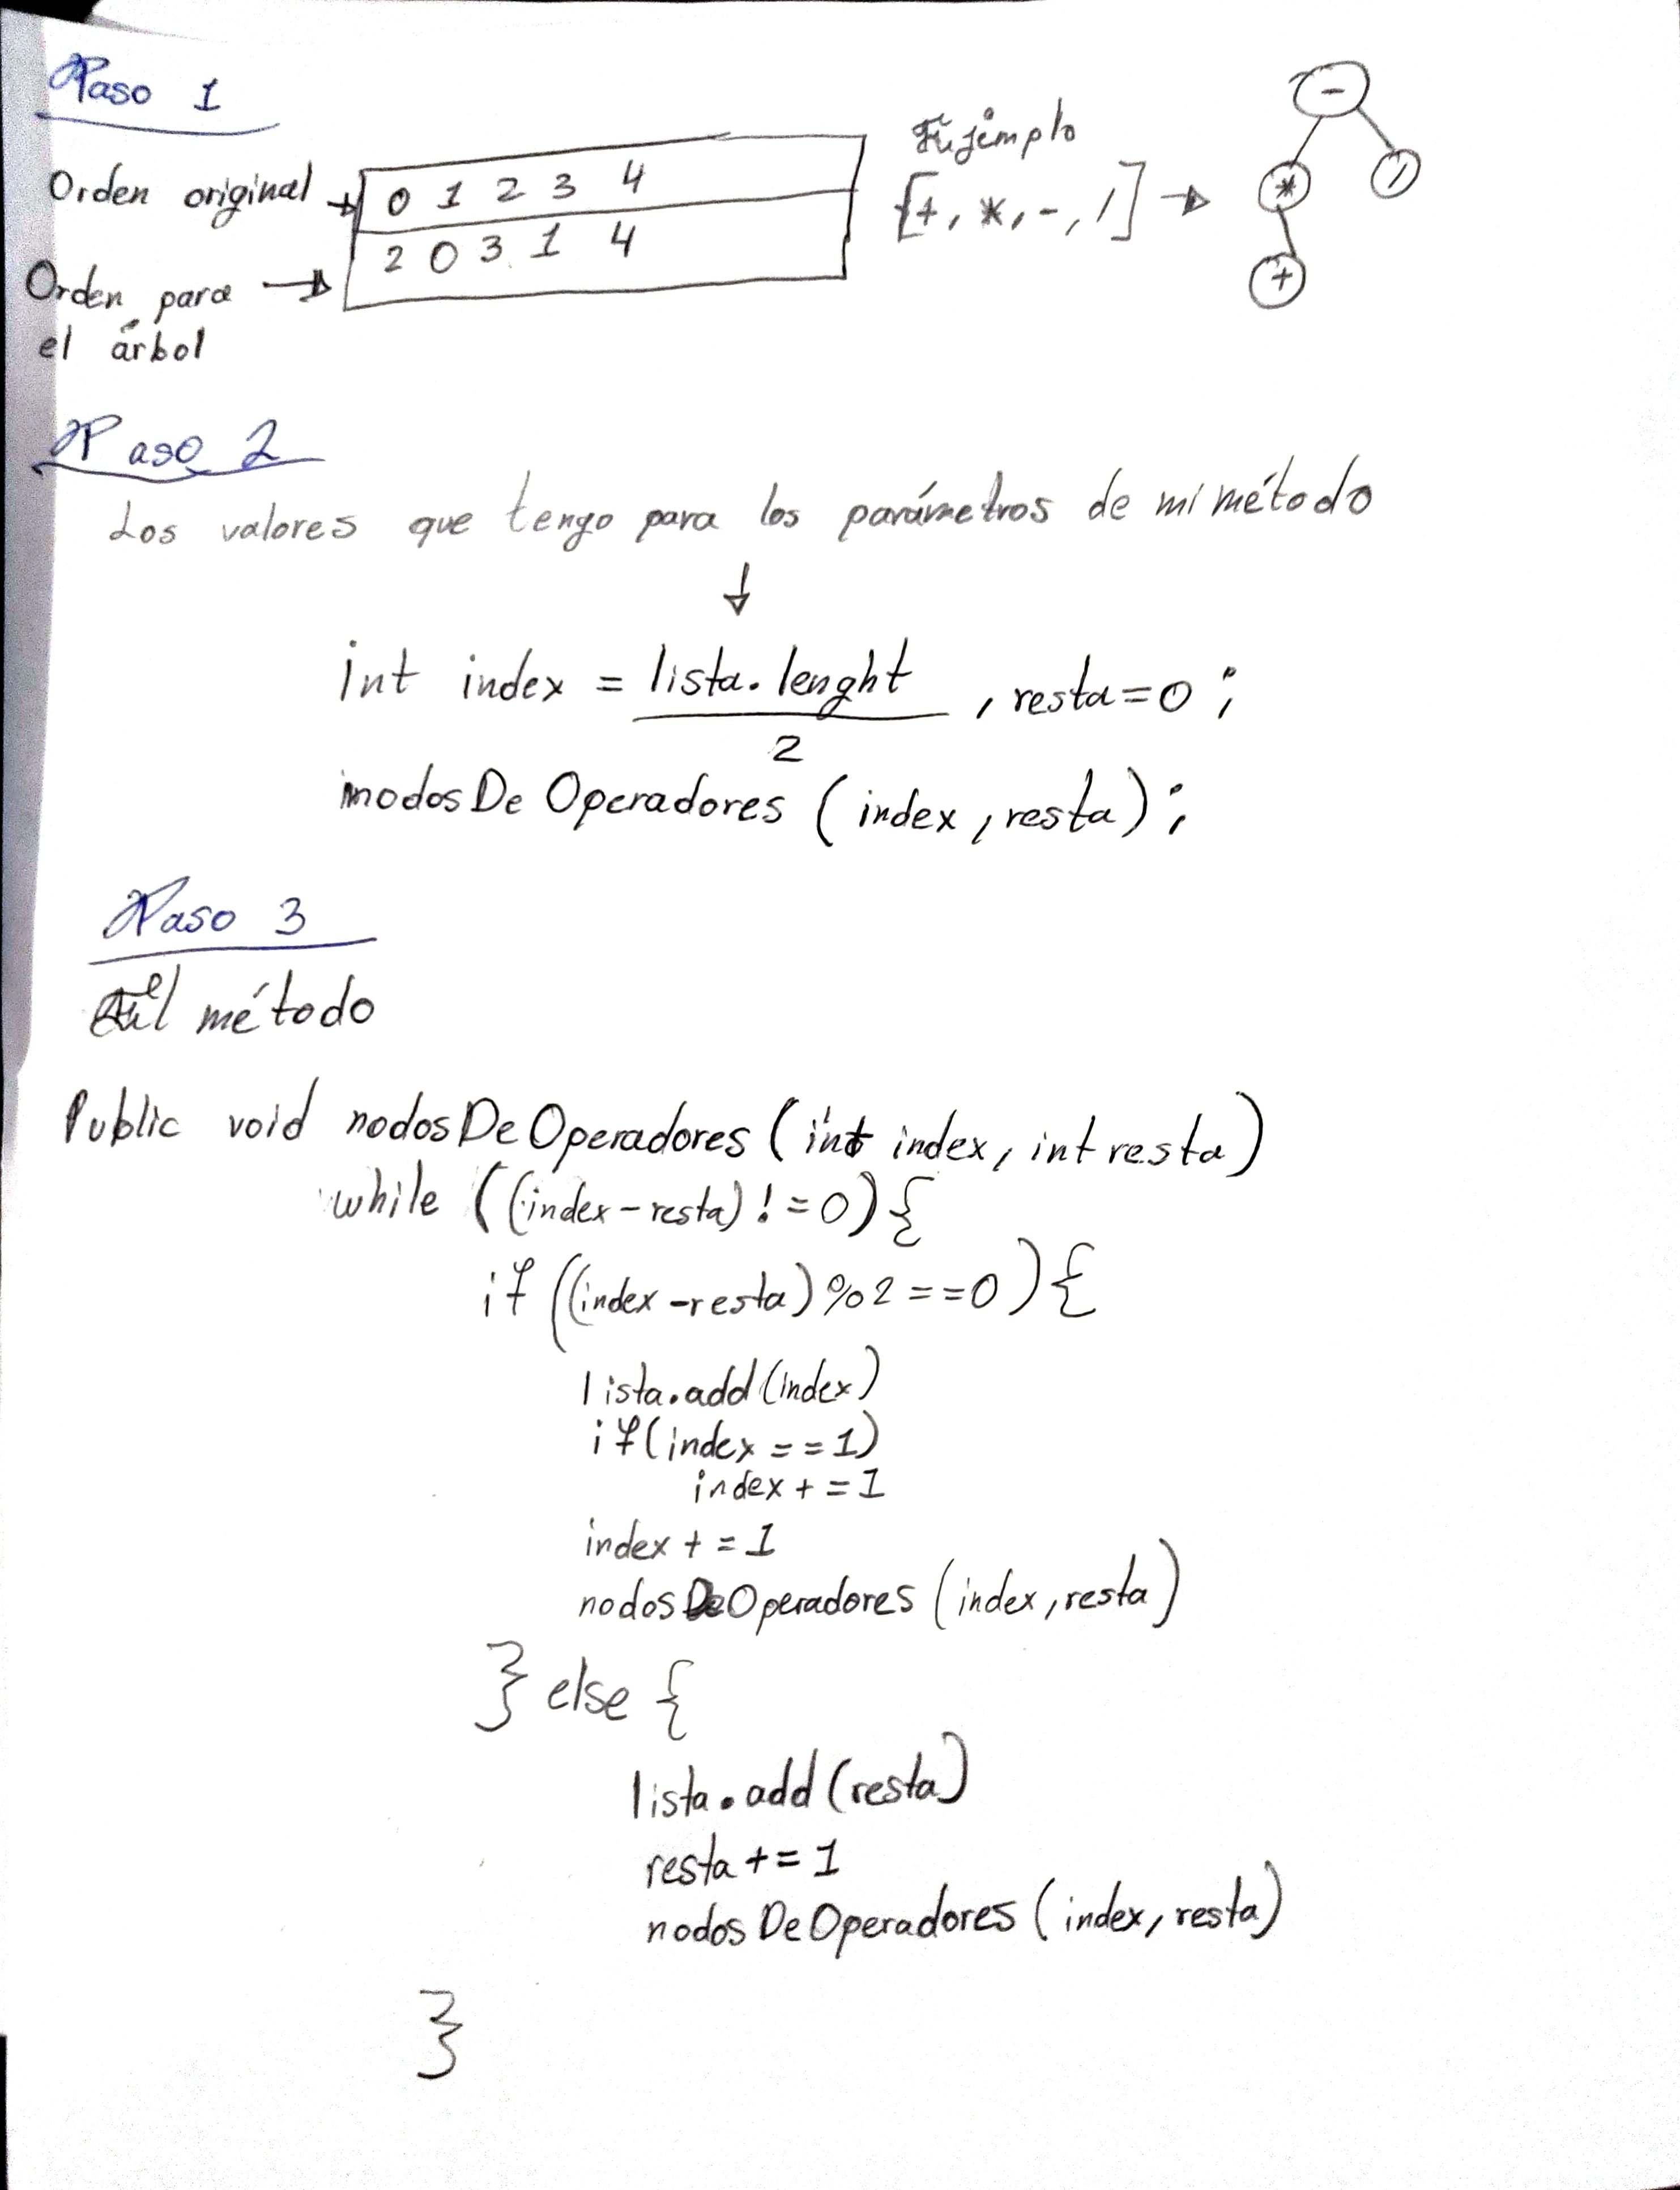 Paso 1
Orden original → 0 1 2 3 4
Orden para el árbol → 2 0 3 1 4
Ejemplo
[+, *, -, /] →
-
* /
+
Paso 2
Los valores que tengo para los parámetros de mi método
↓
int index = lista.lenght / 2 , resta=0 ;
nodosDeOperadores (index, resta);
Paso 3
el método
Public void nodosDeOperadores (int index, int resta)
while ((index-resta) != 0){
if ((index-resta) % 2 == 0){
lista.add(index)
if(index == 1)
index += 1
index += 1
nodosDeOperadores (index, resta)
} else {
lista.add(resta)
resta += 1
nodosDeOperadores (index, resta)
}